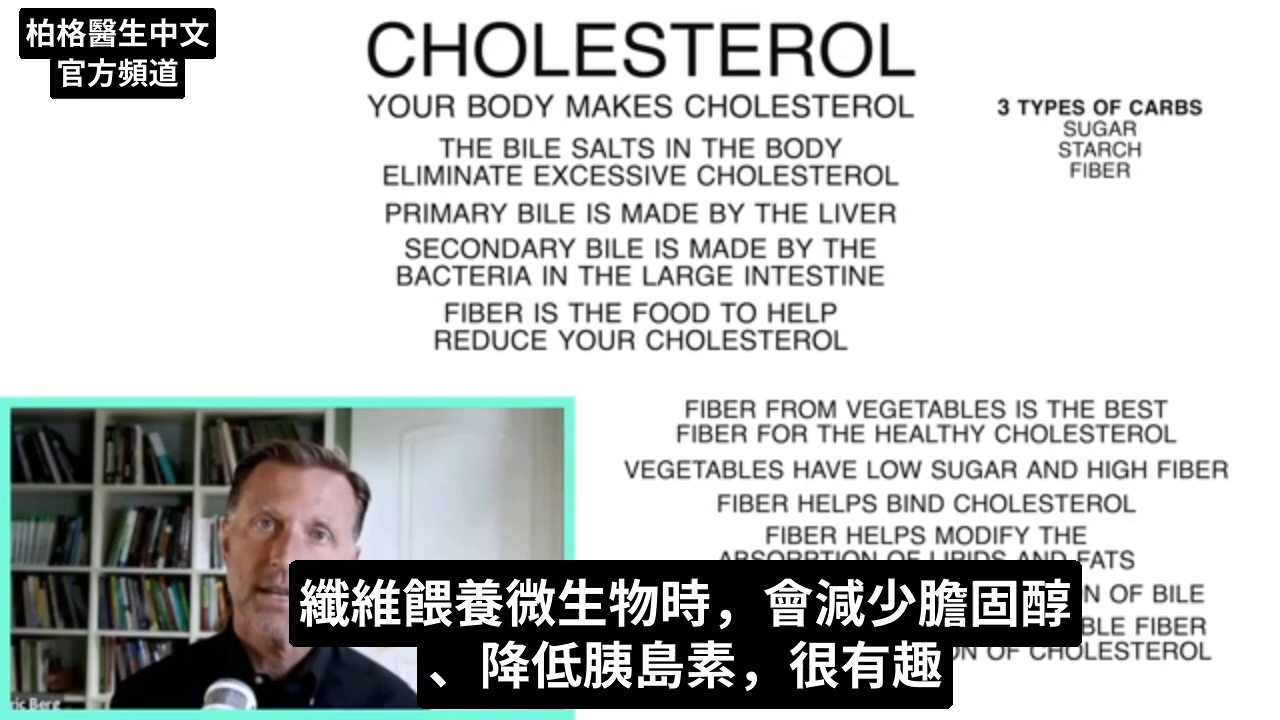 柏格醫生中文
官方頻道
CHOLESTEROL
YOUR BODY MAKES CHOLESTEROL
THE BILE SALTS IN THE BODY
ELIMINATE EXCESSIVE CHOLESTEROL
PRIMARY BILE IS MADE BY THE LIVER
SECONDARY BILE IS MADE BY THE
BACTERIA IN THE LARGE INTESTINE
FIBER IS THE FOOD TO HELP
REDUCE YOUR CHOLESTEROL
3 TYPES OF CARBS
SUGAR
STARCH
FIBER
FIBER FROM VEGETABLES IS THE BEST
FIBER FOR THE HEALTHY CHOLESTEROL
VEGETABLES HAVE LOW SUGAR AND HIGH FIBER
FIBER HELPS BIND CHOLESTEROL
FIBER HELPS MODIFY THE
ABSORPTION OF LIPIDS AND FATS
N OF BILE
BLE FIBER
ON OF CHOLESTEROL
纖維餵養微生物時，會減少膽固醇
、降低胰島素，很有趣
ric Berg